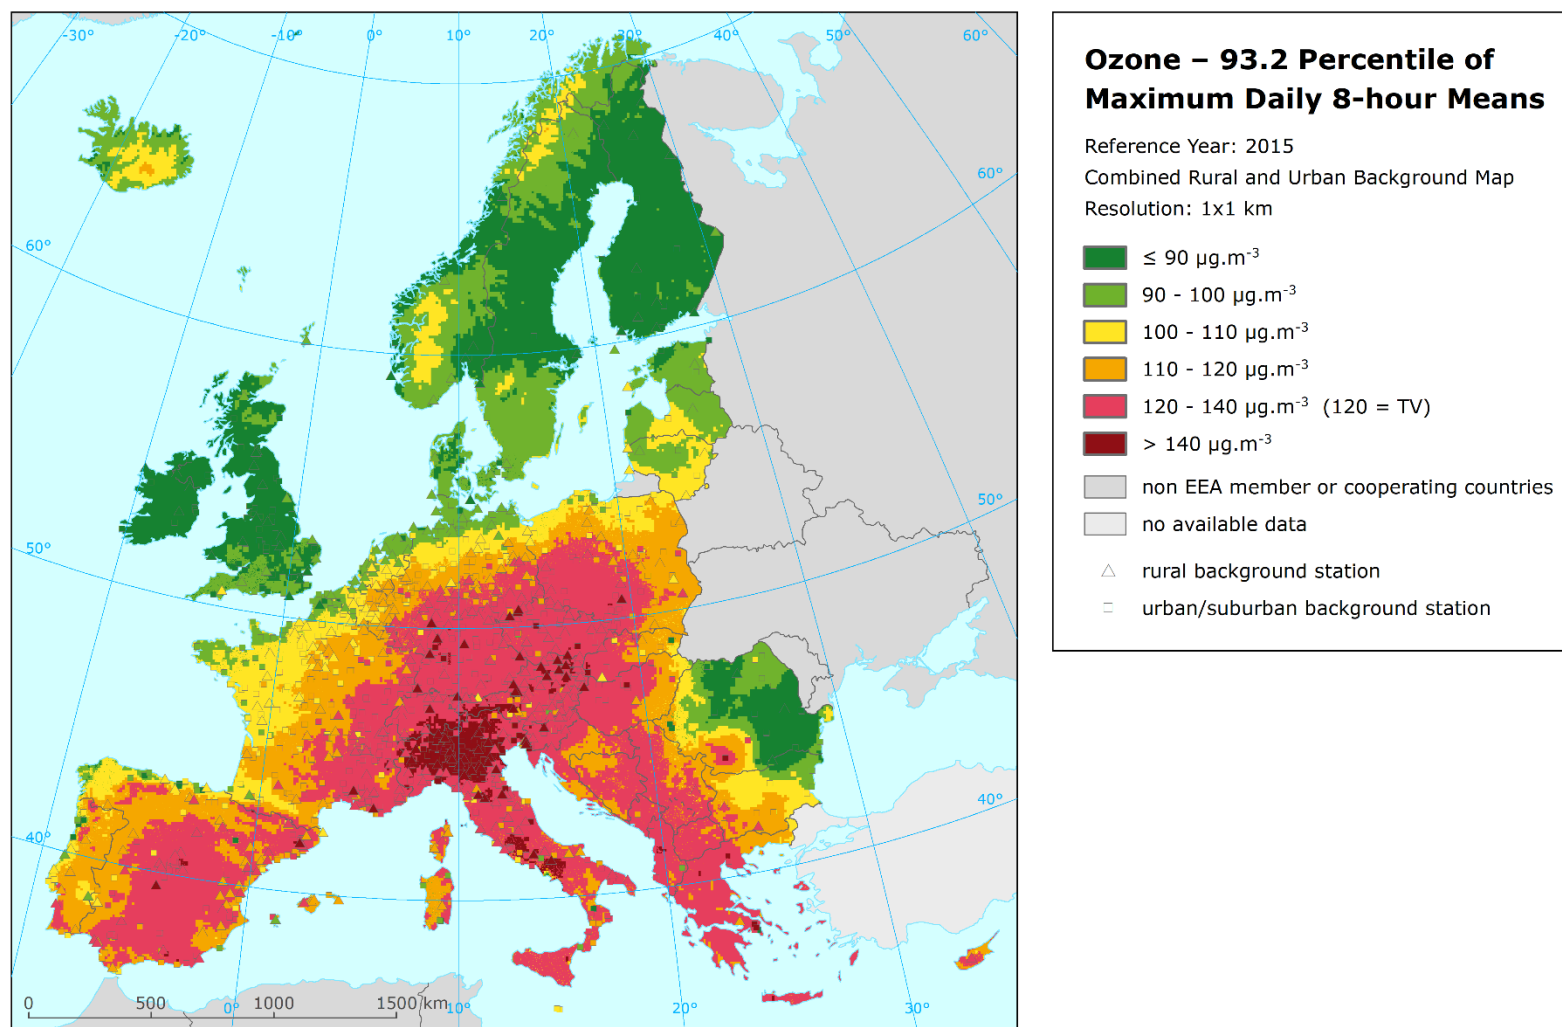 -30° -20° -10° 0° 10° 20° 30° 40° 50° 60°
60°
60°
50°
50°
40°
40°
0 500 1000 1500 km
0° 10° 20° 30°
Ozone – 93.2 Percentile of
Maximum Daily 8-hour Means
Reference Year: 2015
Combined Rural and Urban Background Map
Resolution: 1x1 km
≤ 90 µg.m-3
90 - 100 µg.m-3
100 - 110 µg.m-3
110 - 120 µg.m-3
120 - 140 µg.m-3 (120 = TV)
> 140 µg.m-3
non EEA member or cooperating countries
no available data
rural background station
urban/suburban background station